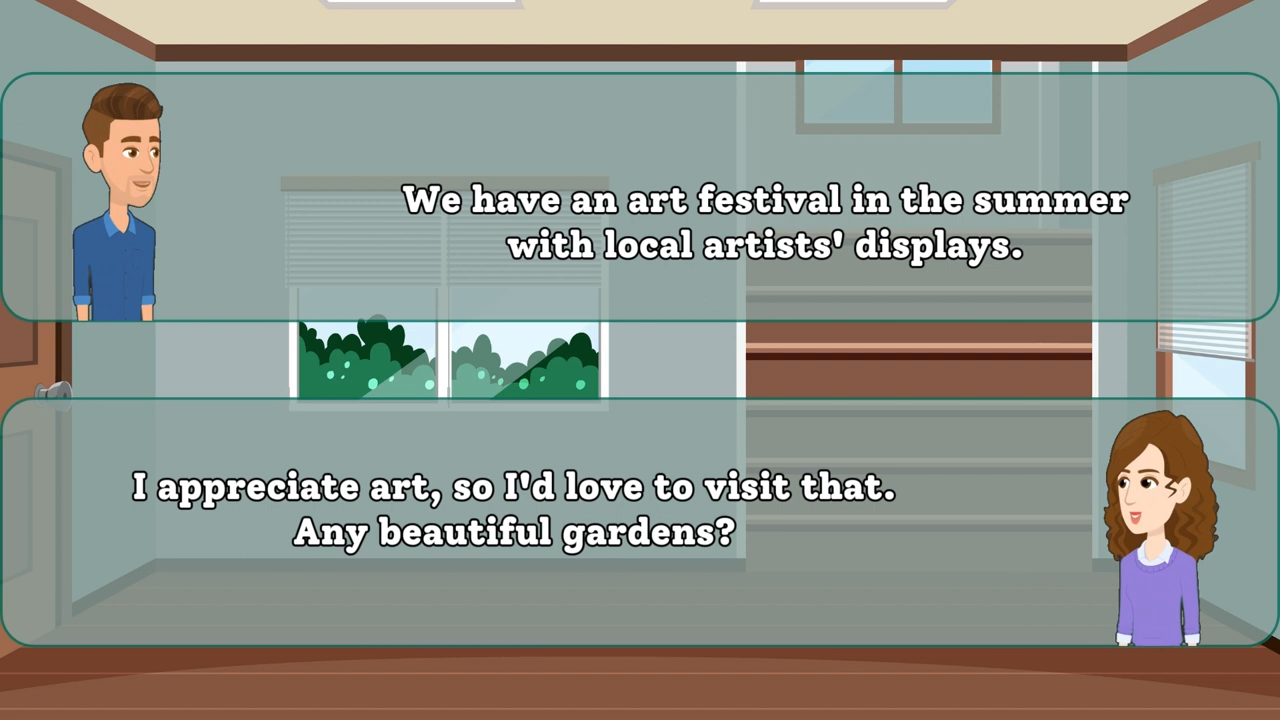 We have an art festival in the summer
with local artists' displays.
I appreciate art, so I'd love to visit that.
Any beautiful gardens?